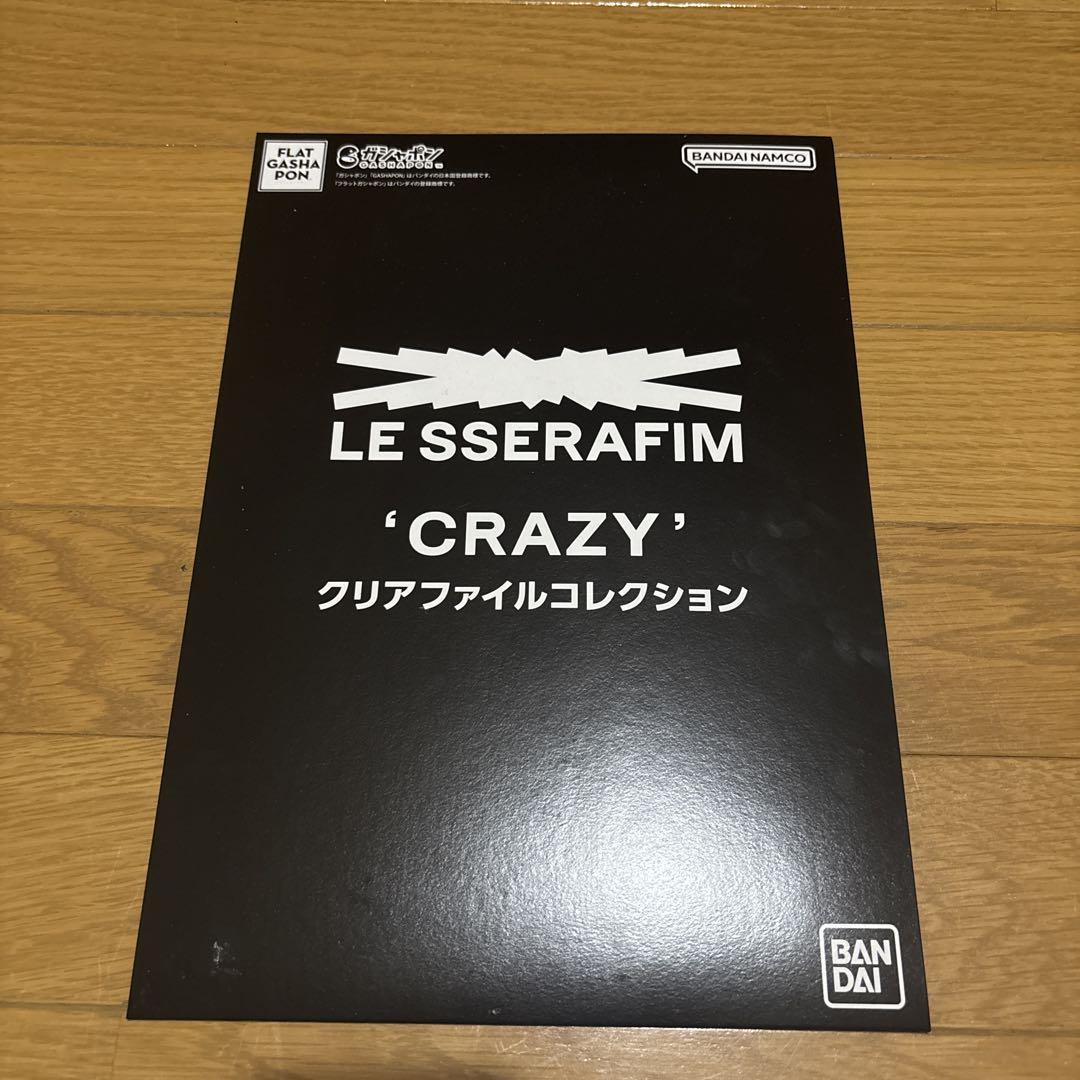 FLAT
GASHA
PON
ガシャポン
GASHAPON
「ガシャポン」「GASHAPON」はバンダイの日本国登録商標です。
「フラットガシャポン」はバンダイの登録商標です。
BANDAI NAMCO
LE SSERAFIM
‘CRAZY’
クリアファイルコレクション
BAN
DAI